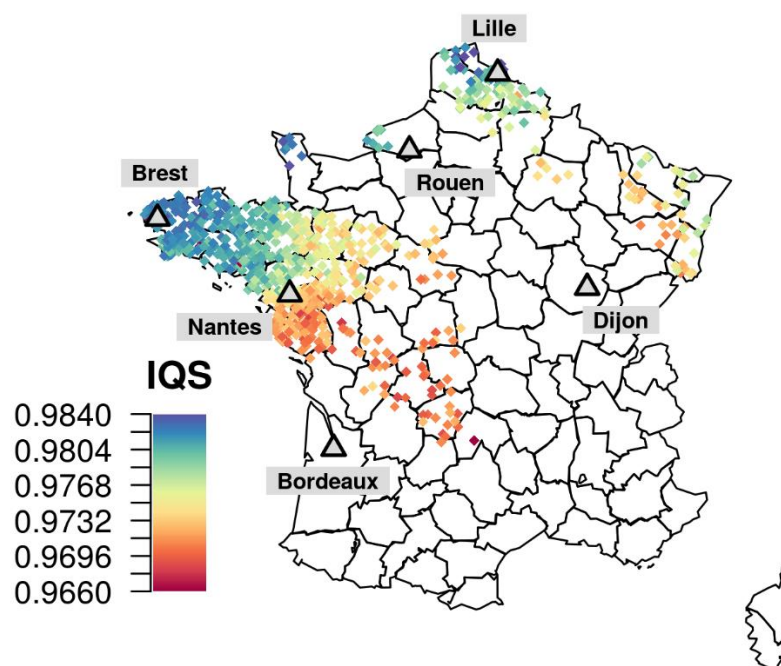 Lille
Brest
Rouen
Nantes
Dijon
IQS
0.9840
0.9804
0.9768
0.9732
0.9696
0.9660
Bordeaux